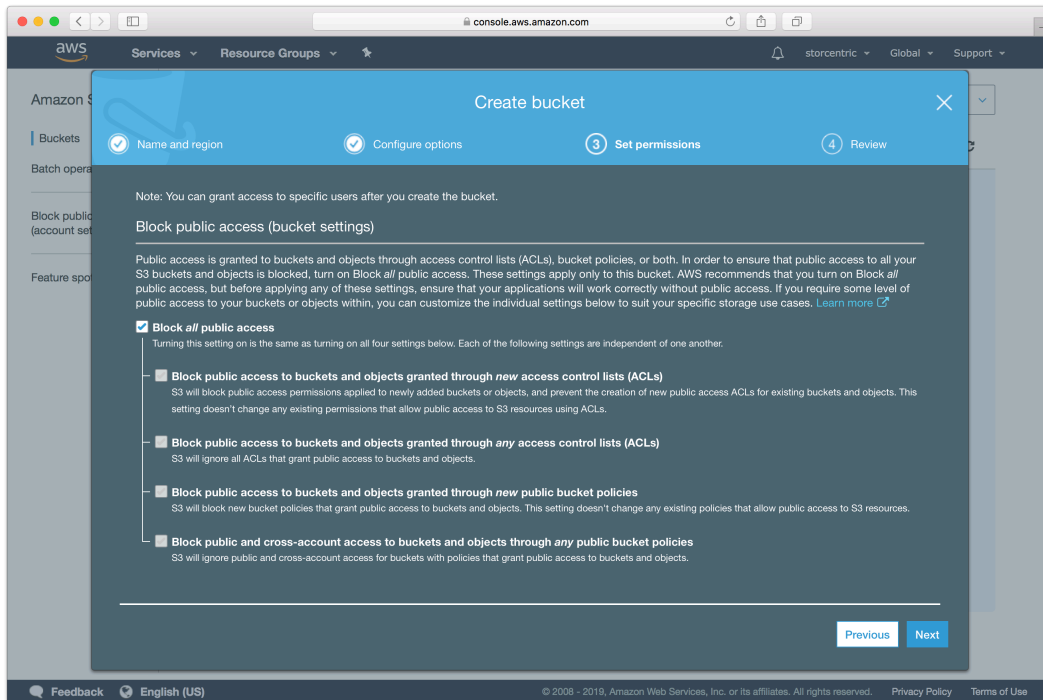 console.aws.amazon.com
aws
Services
Resource Groups
storcentric
Global
Support
Amazon S
Buckets
Batch opera
Block public
(account set
Feature spo
Create bucket
Name and region
Configure options
3 Set permissions
4 Review
Note: You can grant access to specific users after you create the bucket.
Block public access (bucket settings)
Public access is granted to buckets and objects through access control lists (ACLs), bucket policies, or both. In order to ensure that public access to all your
S3 buckets and objects is blocked, turn on Block all public access. These settings apply only to this bucket. AWS recommends that you turn on Block all
public access, but before applying any of these settings, ensure that your applications will work correctly without public access. If you require some level of
public access to your buckets or objects within, you can customize the individual settings below to suit your specific storage use cases. Learn more
Block all public access
Turning this setting on is the same as turning on all four settings below. Each of the following settings are independent of one another.
Block public access to buckets and objects granted through new access control lists (ACLs)
S3 will block public access permissions applied to newly added buckets or objects, and prevent the creation of new public access ACLs for existing buckets and objects. This
setting doesn't change any existing permissions that allow public access to S3 resources using ACLs.
Block public access to buckets and objects granted through any access control lists (ACLs)
S3 will ignore all ACLs that grant public access to buckets and objects.
Block public access to buckets and objects granted through new public bucket policies
S3 will block new bucket policies that grant public access to buckets and objects. This setting doesn't change any existing policies that allow public access to S3 resources.
Block public and cross-account access to buckets and objects through any public bucket policies
S3 will ignore public and cross-account access for buckets with policies that grant public access to buckets and objects.
Previous
Next
Feedback
English (US)
© 2008 - 2019, Amazon Web Services, Inc. or its affiliates. All rights reserved.
Privacy Policy
Terms of Use